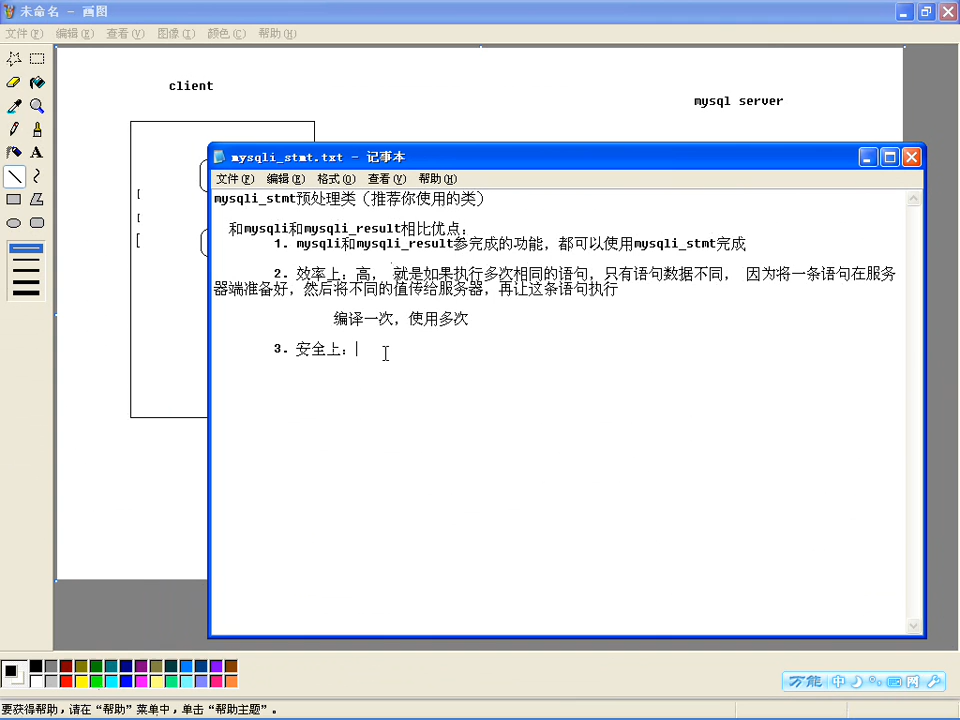 未命名 - 画图
文件(F) 编辑(E) 查看(V) 图像(I) 颜色(C) 帮助(H)
client
mysql server
mysqli_stmt.txt - 记事本
文件(F) 编辑(E) 格式(O) 查看(V) 帮助(H)
mysqli_stmt预处理类（推荐你使用的类）
和mysqli和mysqli_result相比优点：
1. mysqli和mysqli_result参完成的功能，都可以使用mysqli_stmt完成
2. 效率上：高， 就是如果执行多次相同的语句，只有语句数据不同， 因为将一条语句在服务
器端准备好，然后将不同的值传给服务器，再让这条语句执行
编译一次，使用多次
3. 安全上：
A
万能 中 网
要获得帮助，请在“帮助”菜单中，单击“帮助主题”。